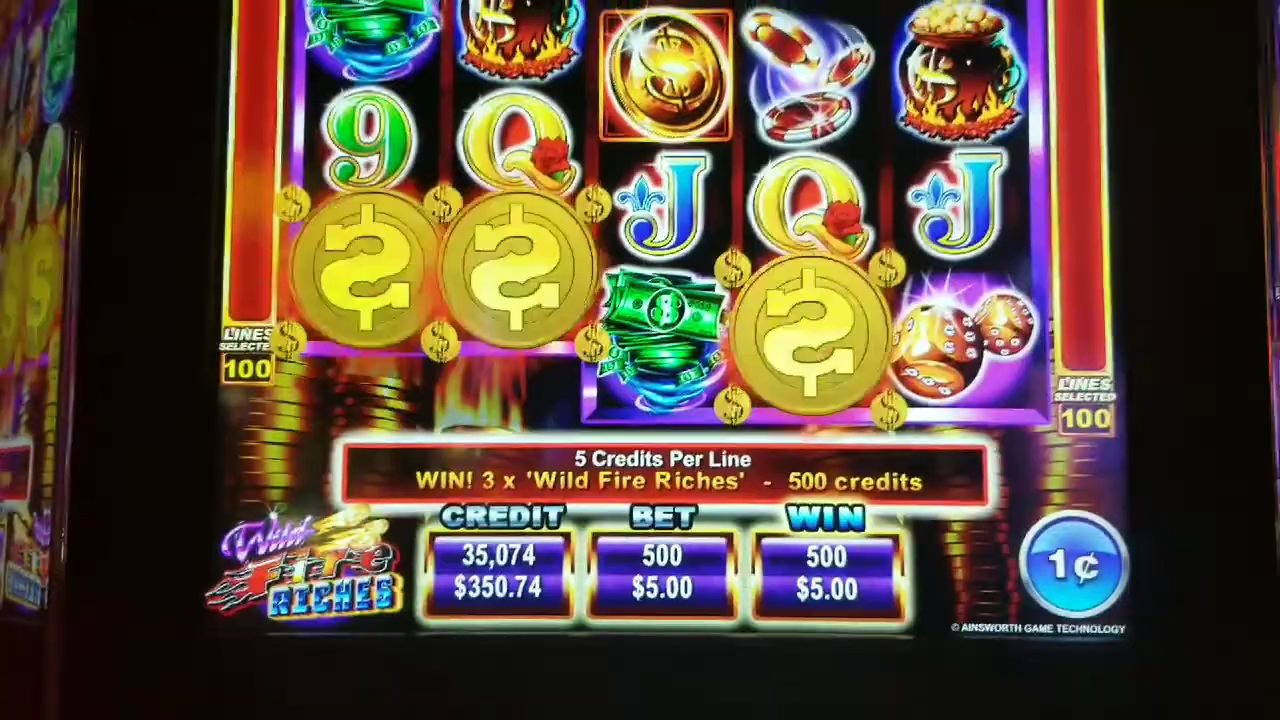 9
Q
J
Q
J
LINES
SELECTED
100
LINES
SELECTED
100
5 Credits Per Line
WIN! 3 x 'Wild Fire Riches' - 500 credits
CREDIT BET WIN
35,074 500 500
$350.74 $5.00 $5.00
Wild
Fire
RICHES
1¢
© AINSWORTH GAME TECHNOLOGY